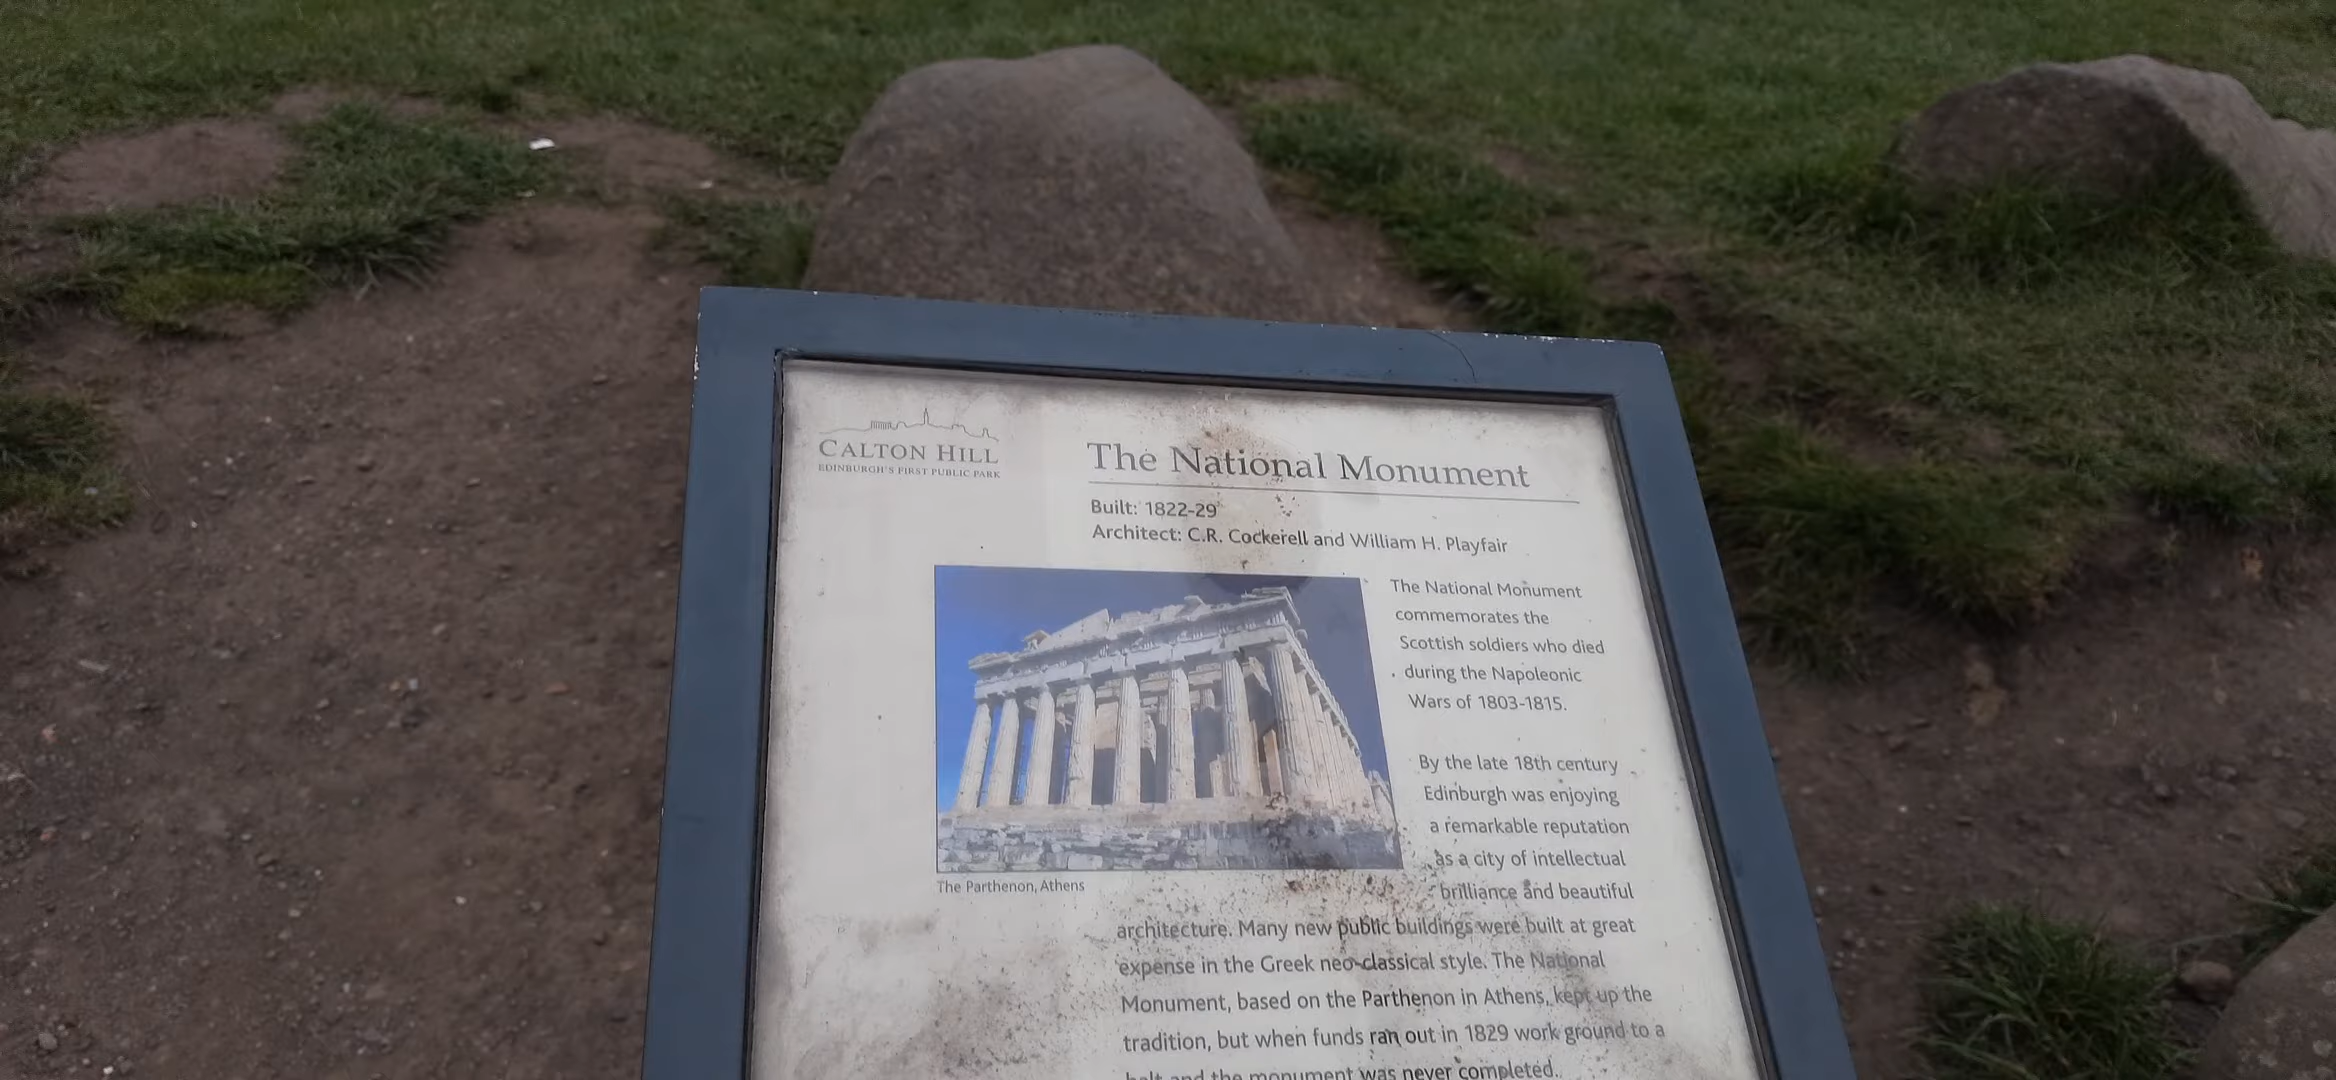 CALTON HILL
EDINBURGH'S FIRST PUBLIC PARK
The National Monument
Built: 1822-29
Architect: C.R. Cockerell and William H. Playfair
The National Monument
commemorates the
Scottish soldiers who died
during the Napoleonic
Wars of 1803-1815.
By the late 18th century
Edinburgh was enjoying
a remarkable reputation
as a city of intellectual
brilliance and beautiful
The Parthenon, Athens
architecture. Many new public buildings were built at great
expense in the Greek neo-classical style. The National
Monument, based on the Parthenon in Athens, kept up the
tradition, but when funds ran out in 1829 work ground to a
halt and the monument was never completed.